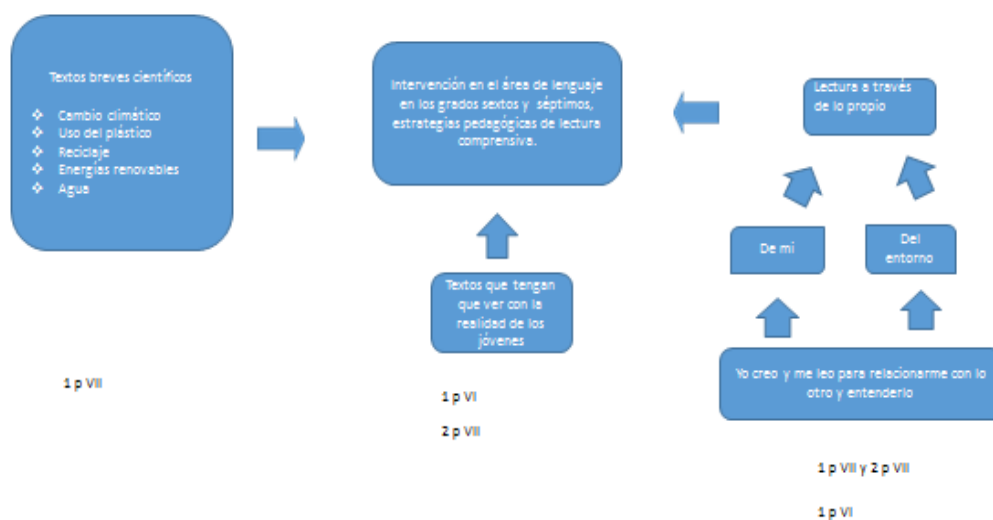 Textos breves científicos
❖ Cambio climático
❖ Uso del plástico
❖ Reciclaje
❖ Energías renovables
❖ Agua
1 p VII
Intervención en el área de lenguaje
en los grados sextos y séptimos,
estrategias pedagógicas de lectura
comprensiva.
Textos que tengan
que ver con la
realidad de los
jóvenes
1 p VI
2 p VII
Lectura a través
de lo propio
De mi
Del
entorno
Yo creo y me leo para relacionarme con lo
otro y entenderlo
1 p VII y 2 p VII
1 p VI